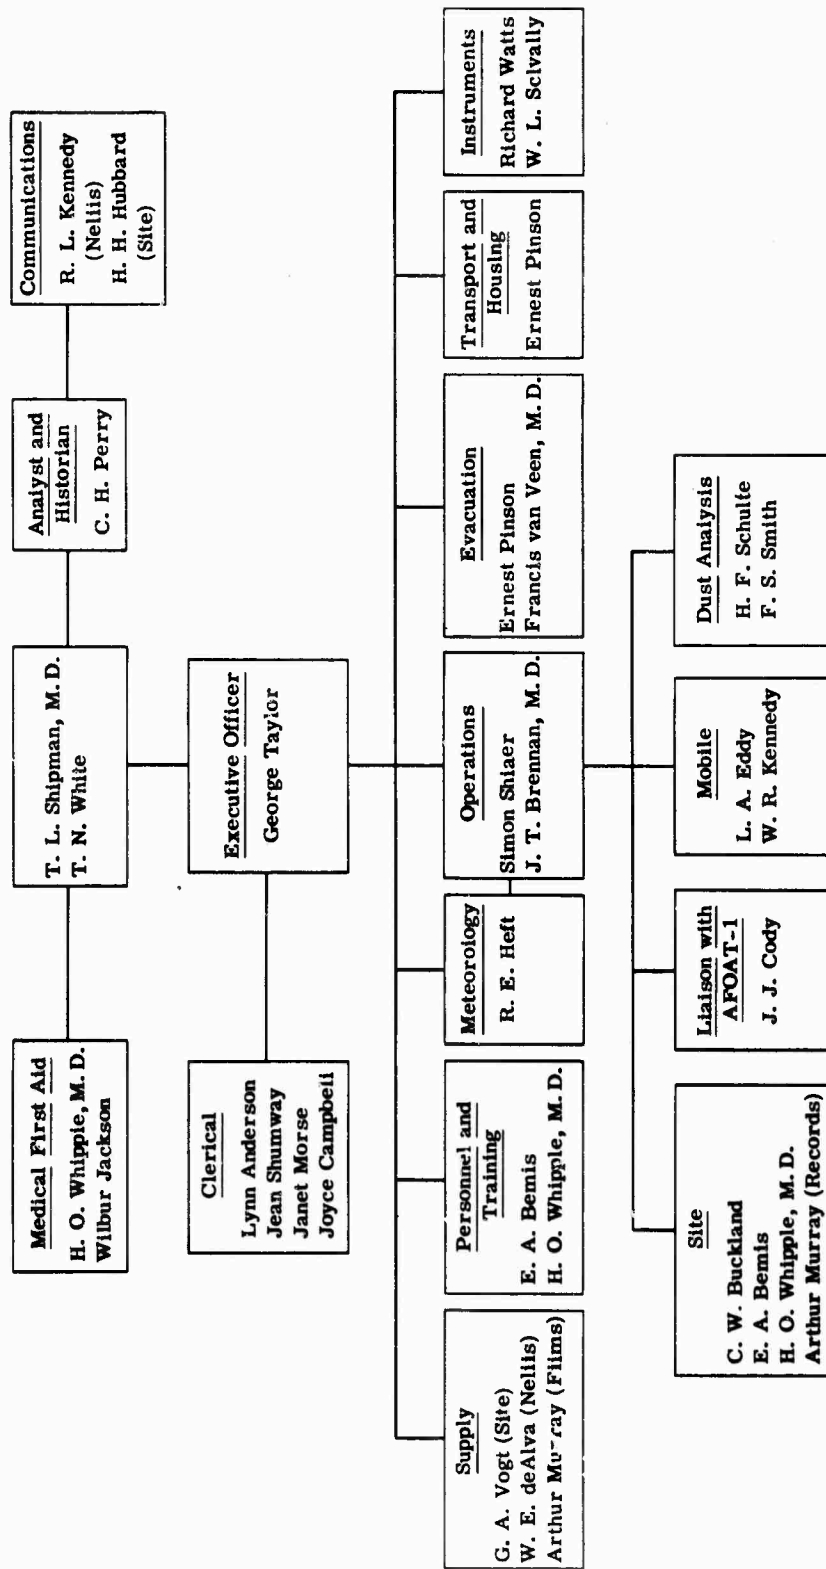 Medical First Aid
H. O. Whipple, M. D.
Wilbur Jackson
T. L. Shipman, M. D.
T. N. White
Analyst and
Historian
C. H. Perry
Communications
R. L. Kennedy
(Nellis)
H. H. Hubbard
(Site)
Clerical
Lynn Anderson
Jean Shumway
Janet Morse
Joyce Campbell
Executive Officer
George Taylor
Supply
G. A. Vogt (Site)
W. E. deAlva (Nellis)
Arthur Murray (Films)
Personnel and
Training
E. A. Bemis
H. O. Whipple, M. D.
Meteorology
R. E. Heft
Operations
Simon Shlaer
J. T. Brennan, M. D.
Evacuation
Ernest Pinson
Francis van Veen, M. D.
Transport and
Housing
Ernest Pinson
Instruments
Richard Watts
W. L. Scivally
Site
C. W. Buckland
E. A. Bemis
H. O. Whipple, M. D.
Arthur Murray (Records)
Liaison with
AFOAT-1
J. J. Cody
Mobile
L. A. Eddy
W. R. Kennedy
Dust Analysis
H. F. Schulte
F. S. Smith